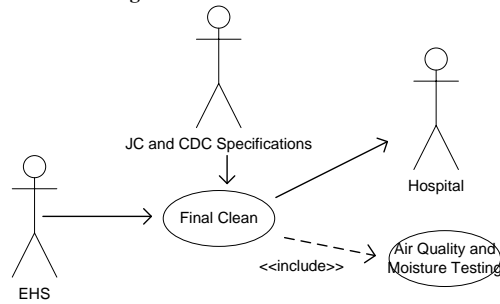 JC and CDC Specifications
Hospital
Final Clean
Air Quality and
Moisture Testing
<<include>>
EHS